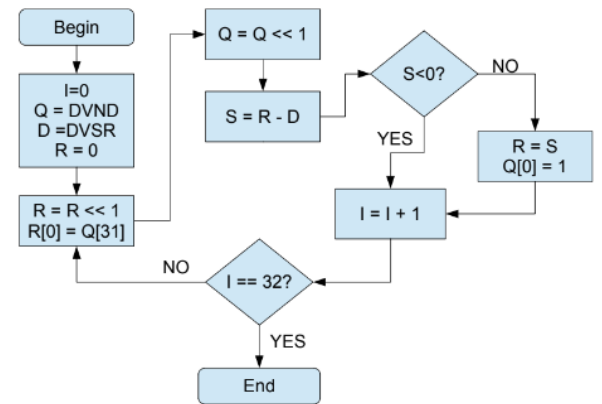 Begin
I=0
Q = DVND
D =DVSR
R = 0
R = R << 1
R[0] = Q[31]
Q = Q << 1
S = R - D
S<0?
NO
YES
R = S
Q[0] = 1
I = I + 1
I == 32?
NO
YES
End